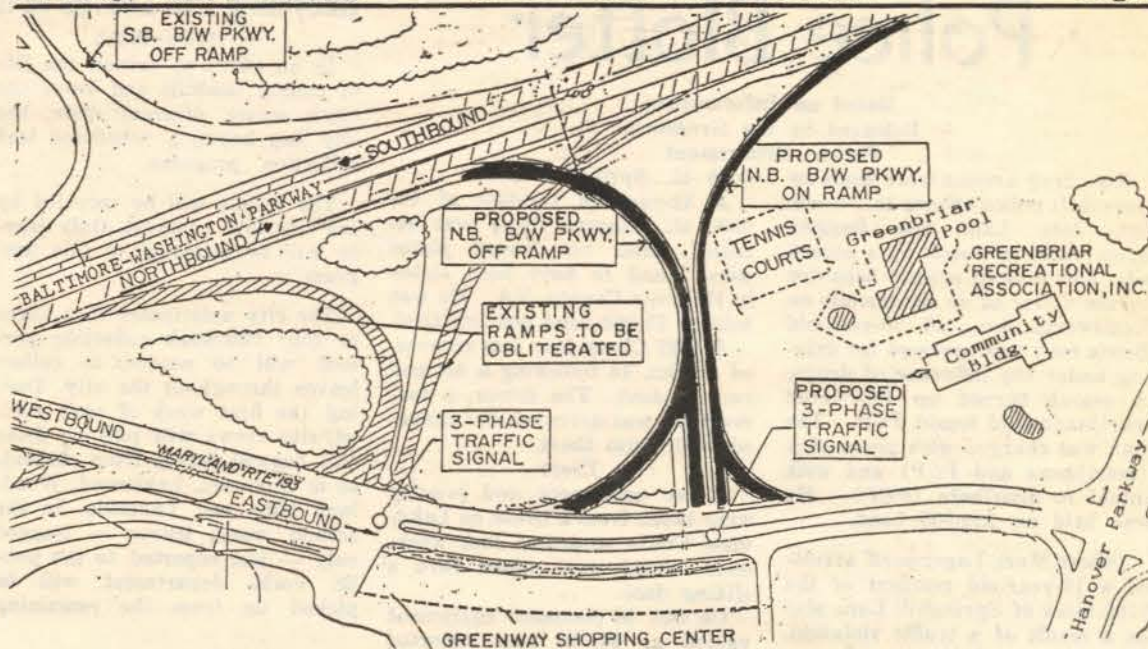 EXISTING
S.B. B/W PKWY.
OFF RAMP
SOUTHBOUND
BALTIMORE-WASHINGTON PARKWAY
NORTHBOUND
PROPOSED
N.B. B/W PKWY.
OFF RAMP
PROPOSED
N.B. B/W PKWY.
ON RAMP
TENNIS
COURTS
Greenbriar
Pool
GREENBRIAR
RECREATIONAL
ASSOCIATION, INC.
Community
Bldg.
EXISTING
RAMPS TO BE
OBLITERATED
3-PHASE
TRAFFIC
SIGNAL
PROPOSED
3-PHASE
TRAFFIC
SIGNAL
WESTBOUND
MARYLAND RTE 193
EASTBOUND
Hanover Parkway
GREENWAY SHOPPING CENTER